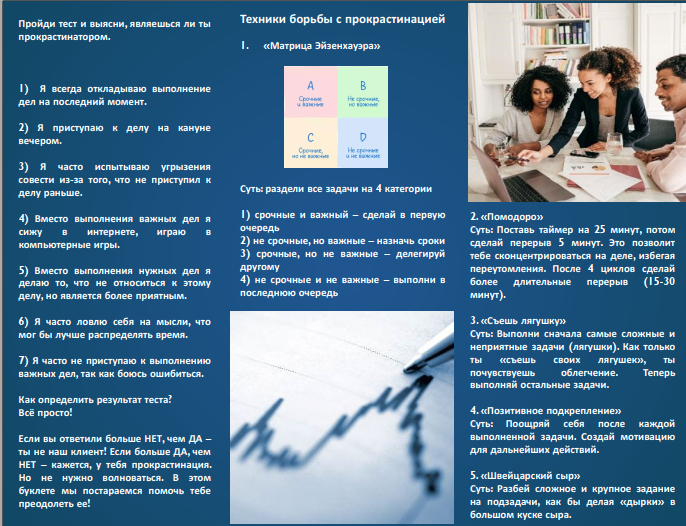 Пройди тест и выясни, являешься ли ты
прокрастинатором.
1) Я всегда откладываю выполнение
дел на последний момент.
2) Я приступаю к делу на кануне
вечером.
3) Я часто испытываю угрызения
совести из-за того, что не приступил к
делу раньше.
4) Вместо выполнения важных дел я
сижу в интернете, играю в
компьютерные игры.
5) Вместо выполнения нужных дел я
делаю то, что не относиться к этому
делу, но является более приятным.
6) Я часто ловлю себя на мысли, что
мог бы лучше распределять время.
7) Я часто не приступаю к выполнению
важных дел, так как боюсь ошибиться.
Как определить результат теста?
Всё просто!
Если вы ответили больше НЕТ, чем ДА –
ты не наш клиент! Если больше ДА, чем
НЕТ – кажется, у тебя прокрастинация.
Но не нужно волноваться. В этом
буклете мы постараемся помочь тебе
преодолеть ее!
Техники борьбы с прокрастинацией
1. «Матрица Эйзенхауэра»
A
Срочные
и важные
B
Не срочные,
но важные
C
Срочные,
но не важные
D
Не срочные
и не важные
Суть: раздели все задачи на 4 категории
1) срочные и важный – сделай в первую
очередь
2) не срочные, но важные – назначь сроки
3) срочные, но не важные – делегируй
другому
4) не срочные и не важные – выполни в
последнюю очередь
2. «Помодоро»
Суть: Поставь таймер на 25 минут, потом
сделай перерыв 5 минут. Это позволит
тебе сконцентрироваться на деле, избегая
переутомления. После 4 циклов сделай
более длительные перерыв (15-30
минут).
3. «Съешь лягушку»
Суть: Выполни сначала самые сложные и
неприятные задачи (лягушки). Как только
ты «съешь своих лягушек», ты
почувствуешь облегчение. Теперь
выполняй остальные задачи.
4. «Позитивное подкрепление»
Суть: Поощряй себя после каждой
выполненной задачи. Создай мотивацию
для дальнейших действий.
5. «Швейцарский сыр»
Суть: Разбей сложное и крупное задание
на подзадачи, как бы делая «дырки» в
большом куске сыра.